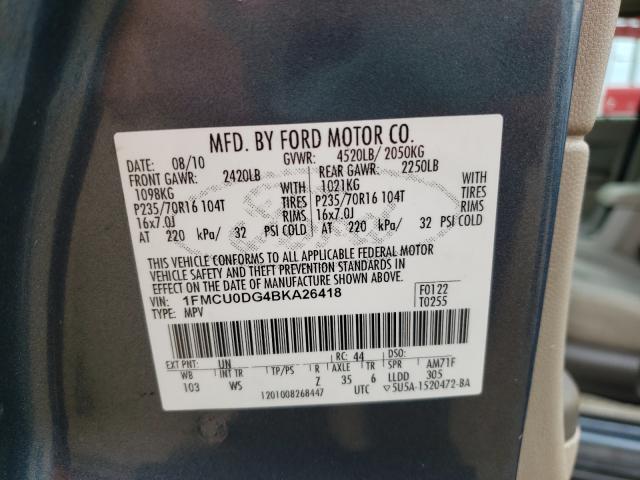 MFD. BY FORD MOTOR CO.
DATE: 08/10 GVWR: 4520LB/ 2050KG
FRONT GAWR: 2420LB REAR GAWR: 2250LB
1098KG WITH 1021KG WITH
P235/70R16 104T TIRES P235/70R16 104T TIRES
16x7.0J RIMS 16x7.0J RIMS
AT 220 kPa/ 32 PSI COLD AT 220 kPa/ 32 PSI COLD
THIS VEHICLE CONFORMS TO ALL APPLICABLE FEDERAL MOTOR
VEHICLE SAFETY AND THEFT PREVENTION STANDARDS IN
EFFECT ON THE DATE OF MANUFACTURE SHOWN ABOVE.
VIN: 1FMCU0DG4BKA26418 F0122
TYPE: MPV T0255
EXT PNT: UN RC: 44 DSO:
WB INT TR TP/PS R AXLE TR SPR AM71F
103 WS Z 35 6 LLDD 305
1201008268447 UTC ▽5U5A-1520472-BA